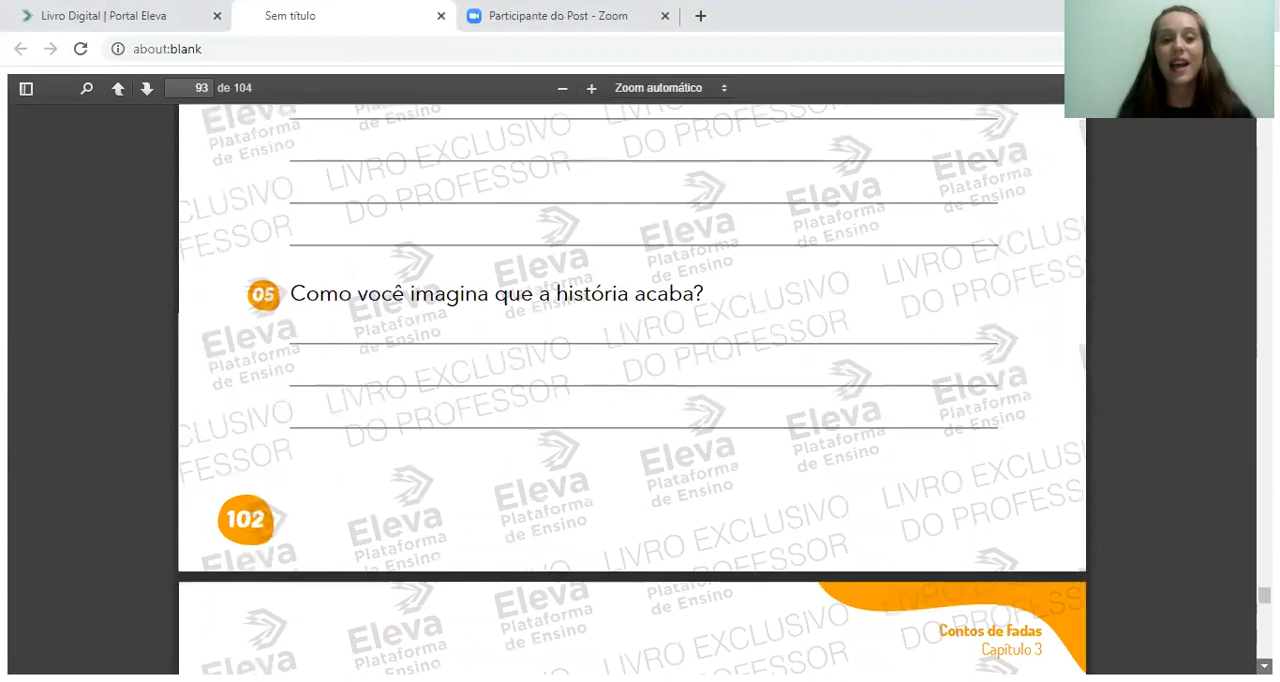 Livro Digital | Portal Eleva
Sem título
Participante do Post - Zoom
about:blank
93 de 104
Zoom automático
Eleva
Plataforma
de Ensino
LIVRO EXCLUSIVO
DO PROFESSOR
05 Como você imagina que a história acaba?
102
Contos de Fadas
Capítulo 3